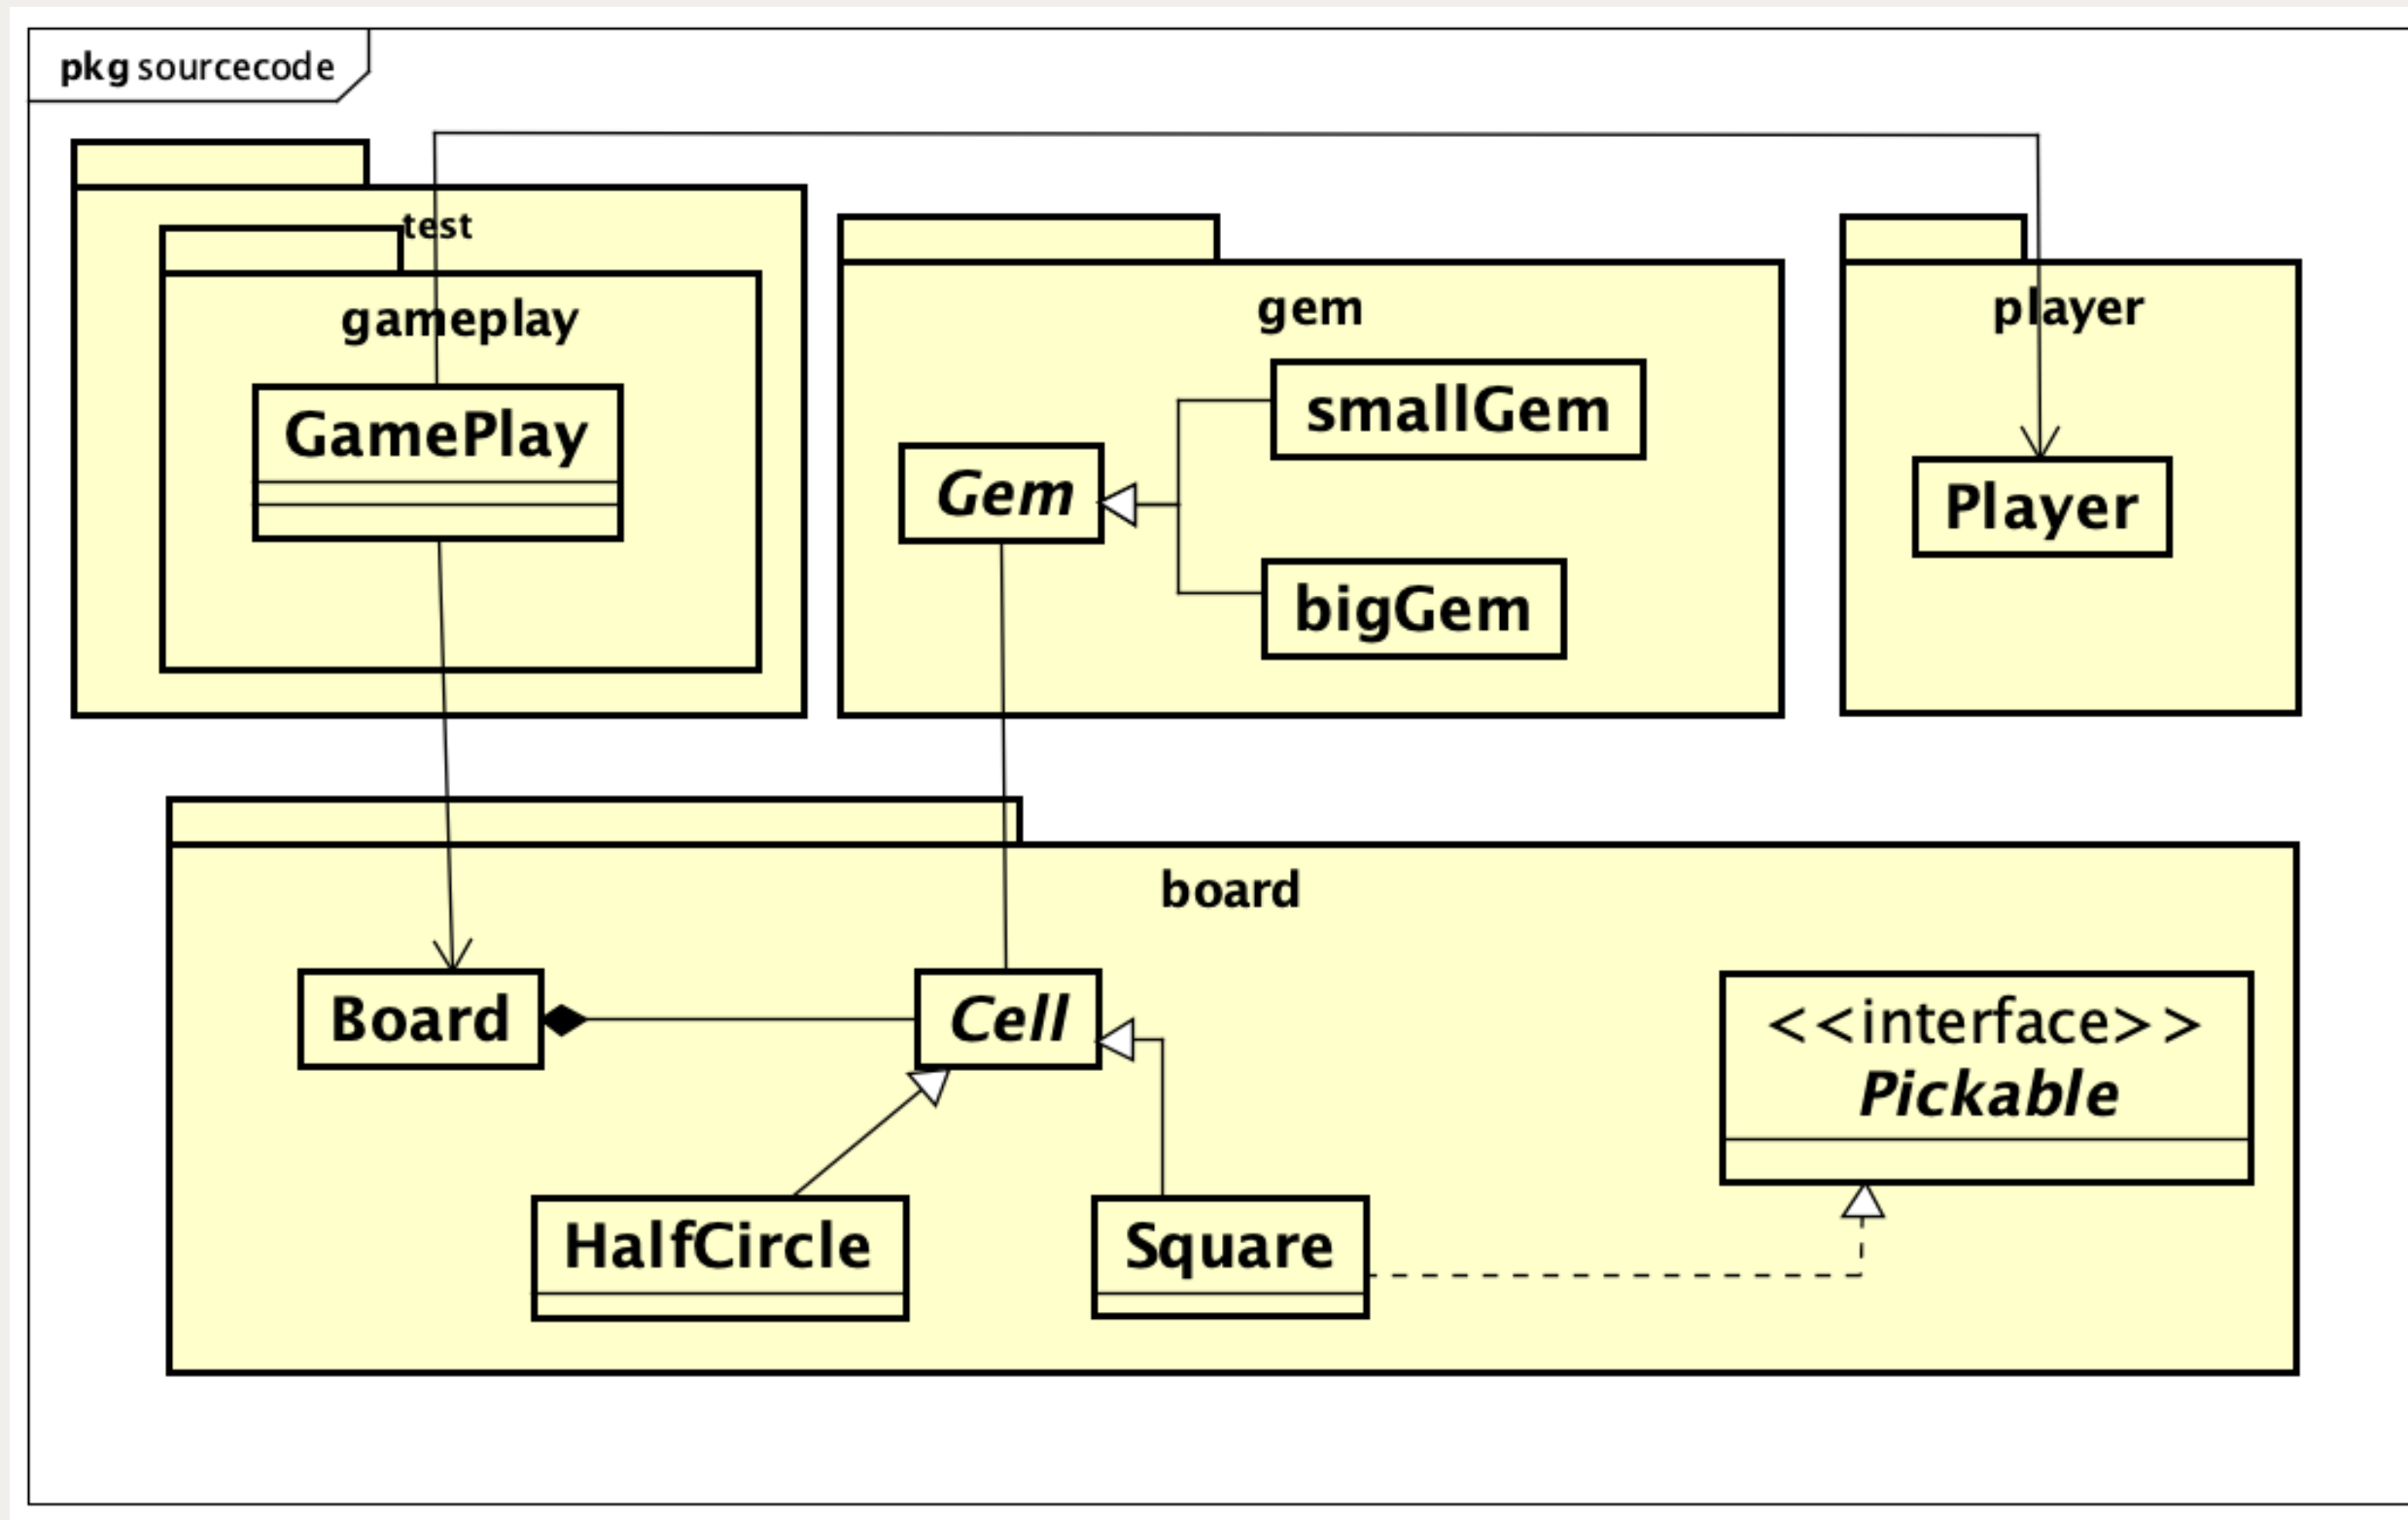 pkg sourcecode
test
gameplay
GamePlay
gem
smallGem
Gem
bigGem
player
Player
board
Board
Cell
<<interface>>
Pickable
HalfCircle
Square